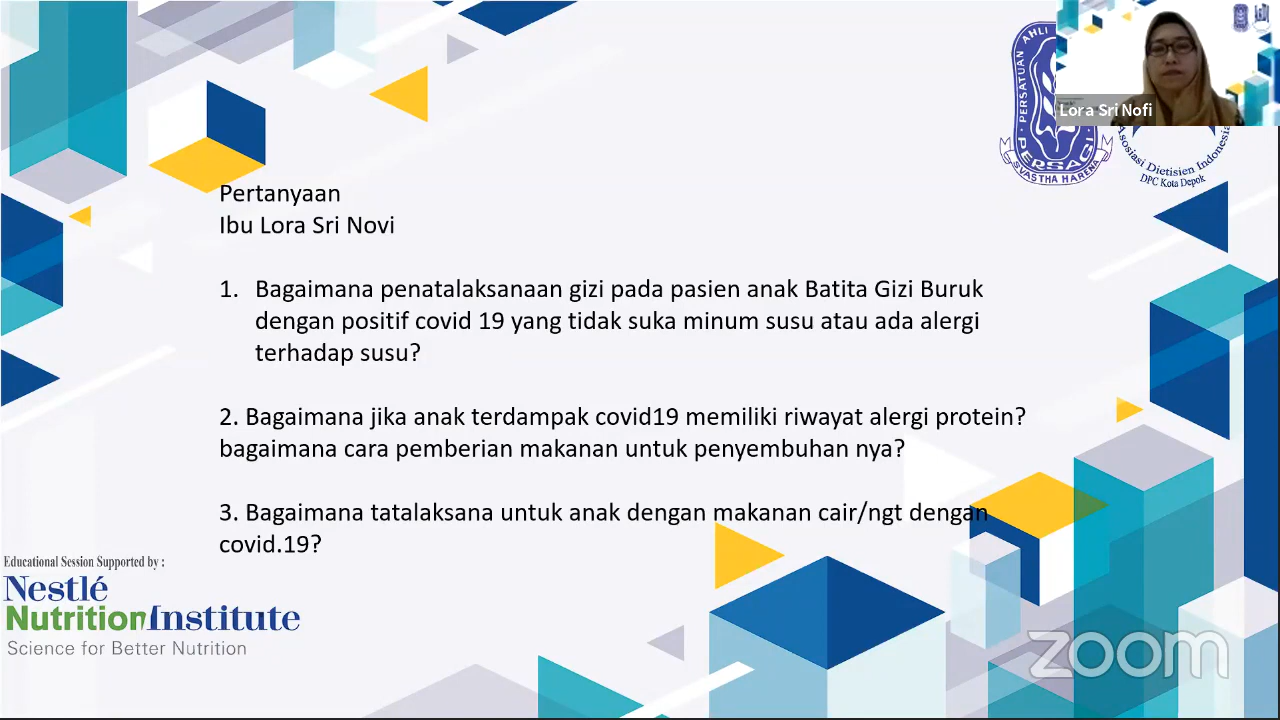 PERSATUAN AHLI
PERSAGI
SVASTHA HARENA
Lora Sri Nofi
Asosiasi Dietisien Indonesia
DPC Kota Depok
Pertanyaan
Ibu Lora Sri Novi
1. Bagaimana penatalaksanaan gizi pada pasien anak Batita Gizi Buruk
dengan positif covid 19 yang tidak suka minum susu atau ada alergi
terhadap susu?
2. Bagaimana jika anak terdampak covid19 memiliki riwayat alergi protein?
bagaimana cara pemberian makanan untuk penyembuhan nya?
3. Bagaimana tatalaksana untuk anak dengan makanan cair/ngt dengan
covid.19?
Educational Session Supported by :
Nestlé
NutritionInstitute
Science for Better Nutrition
zoom